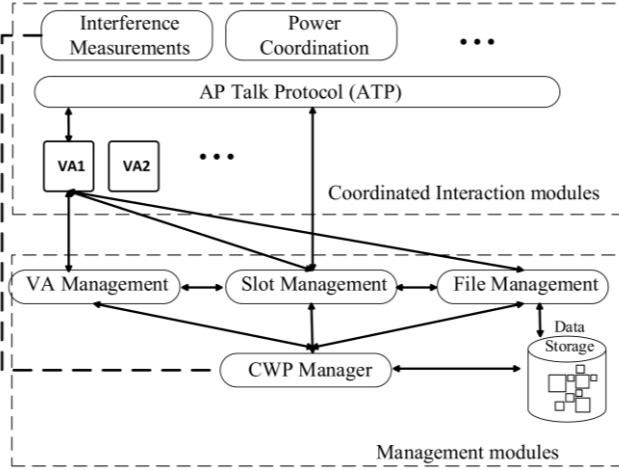 Interference
Measurements
Power
Coordination
AP Talk Protocol (ATP)
VA1
VA2
Coordinated Interaction modules
VA Management
Slot Management
File Management
Data
Storage
CWP Manager
Management modules